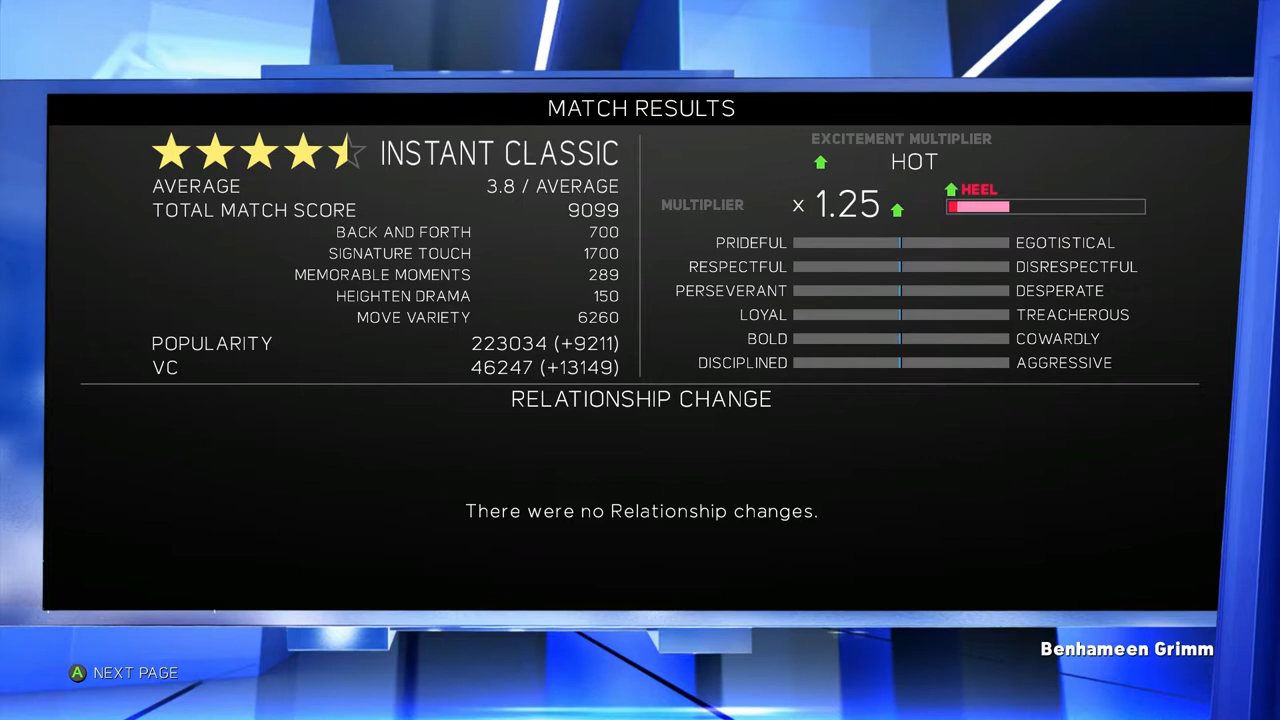 MATCH RESULTS
INSTANT CLASSIC
AVERAGE 3.8 / AVERAGE
TOTAL MATCH SCORE 9099
BACK AND FORTH 700
SIGNATURE TOUCH 1700
MEMORABLE MOMENTS 289
HEIGHTEN DRAMA 150
MOVE VARIETY 6260
POPULARITY 223034 (+9211)
VC 46247 (+13149)
EXCITEMENT MULTIPLIER
HOT
HEEL
MULTIPLIER x 1.25
PRIDEFUL EGOTISTICAL
RESPECTFUL DISRESPECTFUL
PERSEVERANT DESPERATE
LOYAL TREACHEROUS
BOLD COWARDLY
DISCIPLINED AGGRESSIVE
RELATIONSHIP CHANGE
There were no Relationship changes.
Benhameen Grimm
A NEXT PAGE